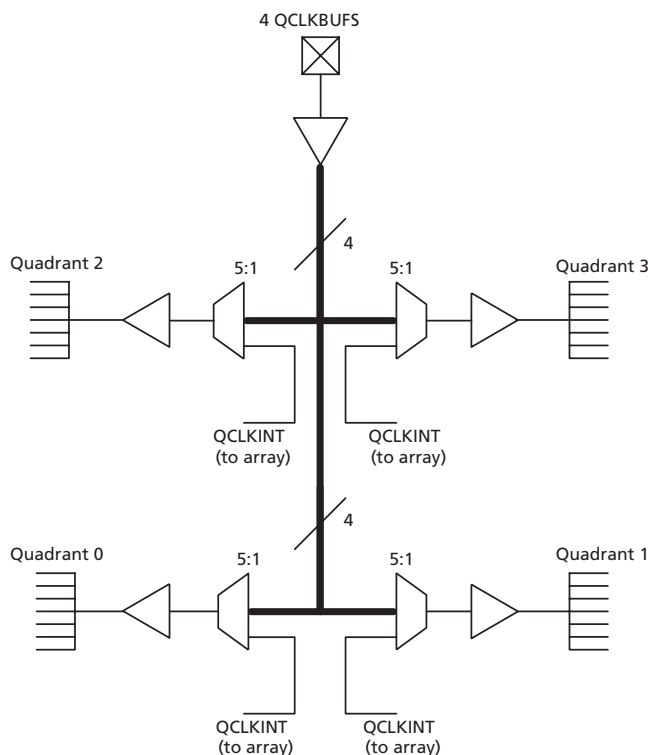 4 QCLKBUFS
4
Quadrant 2
5:1
5:1
Quadrant 3
QCLKINT
(to array)
QCLKINT
(to array)
4
Quadrant 0
5:1
5:1
Quadrant 1
QCLKINT
(to array)
QCLKINT
(to array)